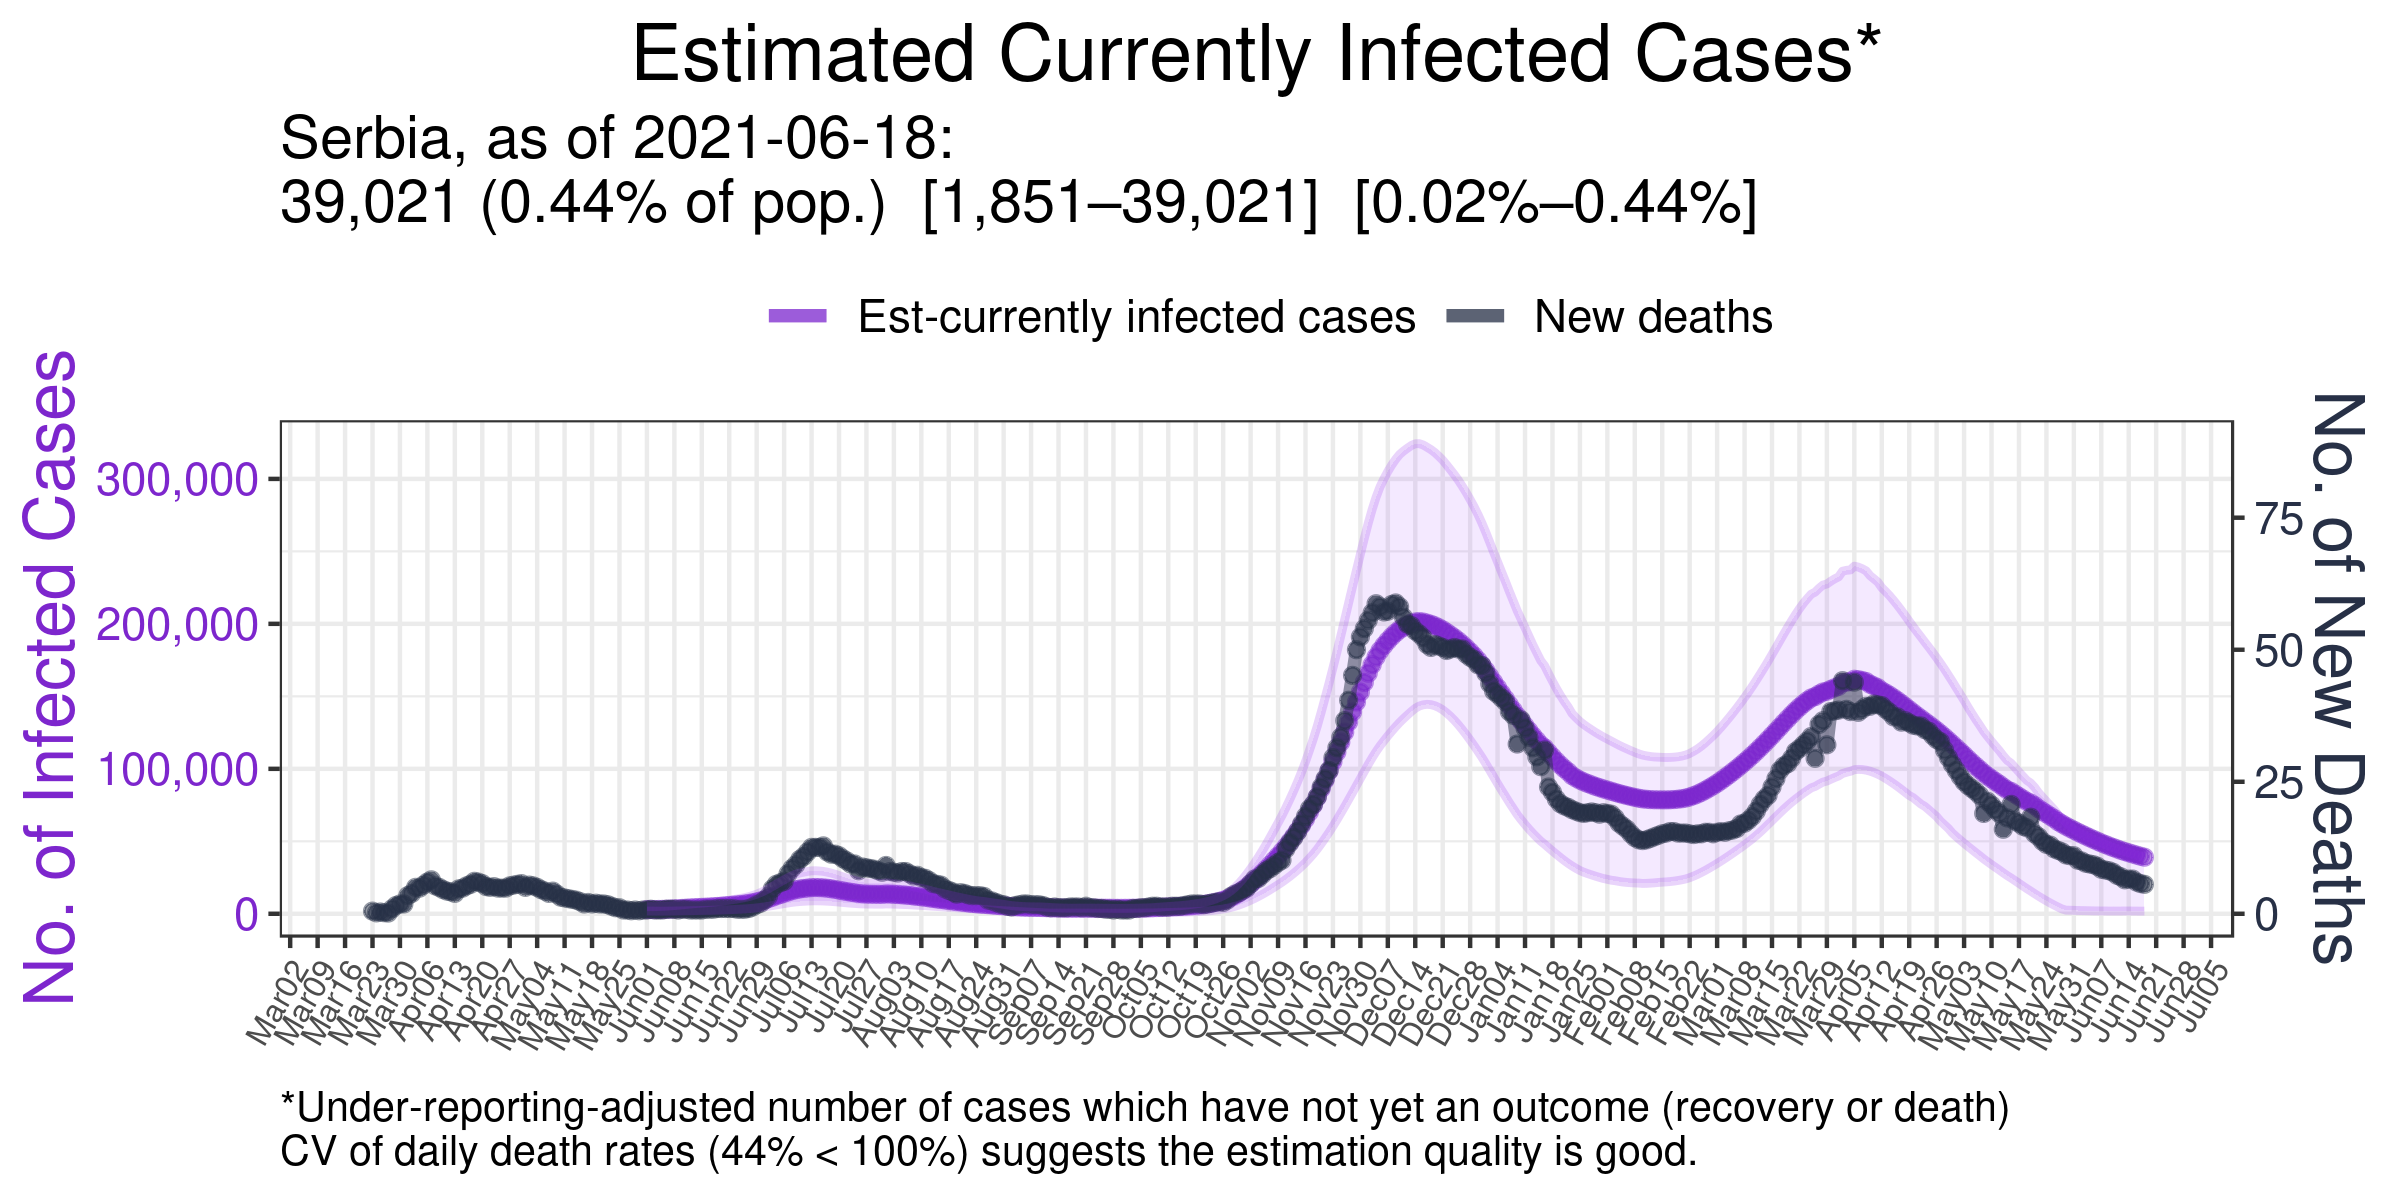 Estimated Currently Infected Cases*
Serbia, as of 2021-06-18:
39,021 (0.44% of pop.) [1,851–39,021] [0.02%–0.44%]
Est-currently infected cases
New deaths
No. of Infected Cases
300,000
200,000
100,000
0
75
50
25
0
No. of New Deaths
Mar02
Mar09
Mar16
Mar23
Mar30
Apr06
Apr13
Apr20
Apr27
May04
May11
May18
May25
Jun01
Jun08
Jun15
Jun22
Jun29
Jul06
Jul13
Jul20
Jul27
Aug03
Aug10
Aug17
Aug24
Aug31
Sep07
Sep14
Sep21
Sep28
Oct05
Oct12
Oct19
Oct26
Nov02
Nov09
Nov16
Nov23
Nov30
Dec07
Dec14
Dec21
Dec28
Jan04
Jan11
Jan18
Jan25
Feb01
Feb08
Feb15
Feb22
Mar01
Mar08
Mar15
Mar22
Mar29
Apr05
Apr12
Apr19
Apr26
May03
May10
May17
May24
May31
Jun07
Jun14
Jun21
Jun28
Jul05
*Under-reporting-adjusted number of cases which have not yet an outcome (recovery or death)
CV of daily death rates (44% < 100%) suggests the estimation quality is good.